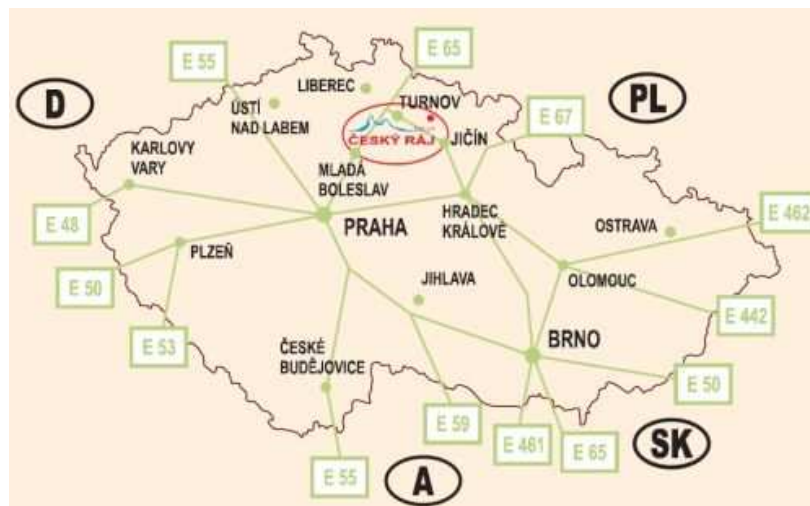 E 55
E 65
D
LIBEREC
PL
ÚSTÍ
NAD LABEM
TURNOV
E 67
ČESKÝ RÁJ
JIČÍN
KARLOVY
VARY
MLADÁ
BOLESLAV
E 48
PRAHA
HRADEC
KRÁLOVÉ
OSTRAVA
E 462
PLZEŇ
E 50
JIHLAVA
OLOMOUC
E 442
E 53
ČESKÉ
BUDĚJOVICE
BRNO
E 50
E 59
E 461
E 65
SK
E 55
A